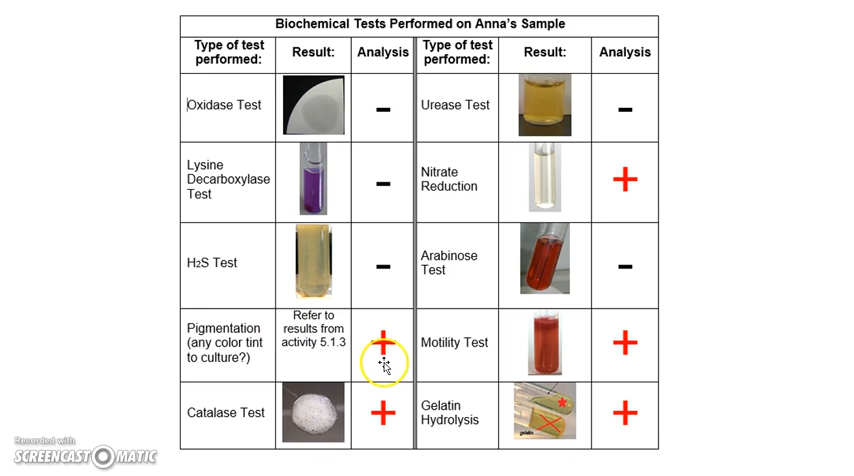 Biochemical Tests Performed on Anna's Sample
Type of test performed:
Result:
Analysis
Type of test performed:
Result:
Analysis
Oxidase Test
-
Urease Test
-
Lysine
Decarboxylase
Test
-
Nitrate
Reduction
+
H2S Test
-
Arabinose
Test
-
Pigmentation
(any color tint
to culture?)
Refer to
results from
activity 5.1.3
+
Motility Test
+
Catalase Test
+
Gelatin
Hydrolysis
gelatin
+
Recorded with
SCREENCAST-O-MATIC